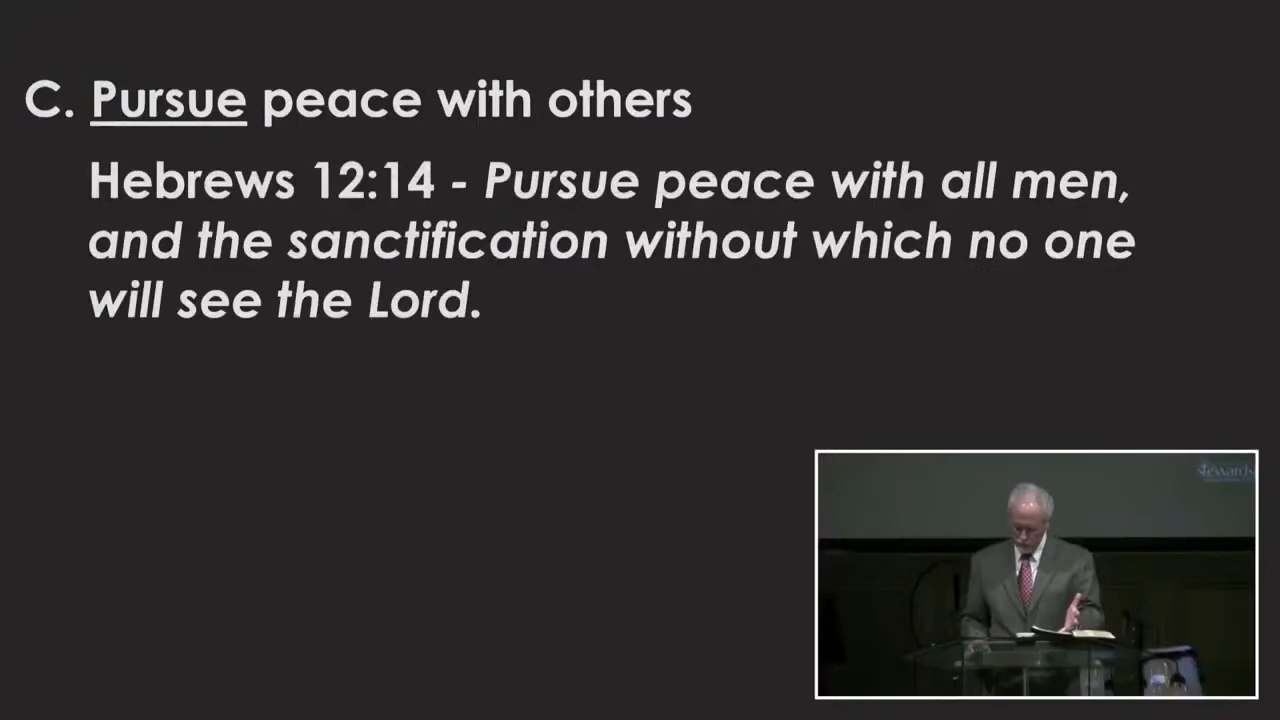 C. Pursue peace with others
Hebrews 12:14 - Pursue peace with all men,
and the sanctification without which no one
will see the Lord.
stewards